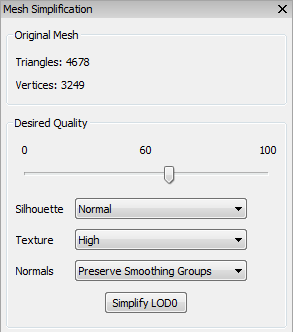 Mesh Simplification
Original Mesh
Triangles: 4678
Vertices: 3249
Desired Quality
0 60 100
Silhouette Normal
Texture High
Normals Preserve Smoothing Groups
Simplify LOD0